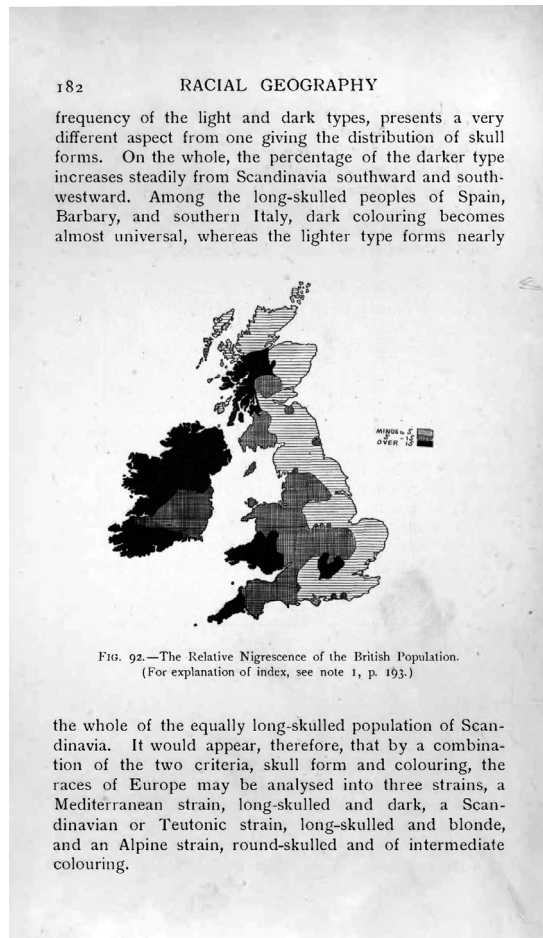 182 RACIAL GEOGRAPHY
frequency of the light and dark types, presents a very
different aspect from one giving the distribution of skull
forms. On the whole, the percentage of the darker type
increases steadily from Scandinavia southward and south-
westward. Among the long-skulled peoples of Spain,
Barbary, and southern Italy, dark colouring becomes
almost universal, whereas the lighter type forms nearly
MINUS to 5
5 - 15
OVER 15
FIG. 92.—The Relative Nigrescence of the British Population.
(For explanation of index, see note 1, p. 193.)
the whole of the equally long-skulled population of Scan-
dinavia. It would appear, therefore, that by a combina-
tion of the two criteria, skull form and colouring, the
races of Europe may be analysed into three strains, a
Mediterranean strain, long-skulled and dark, a Scan-
dinavian or Teutonic strain, long-skulled and blonde,
and an Alpine strain, round-skulled and of intermediate
colouring.